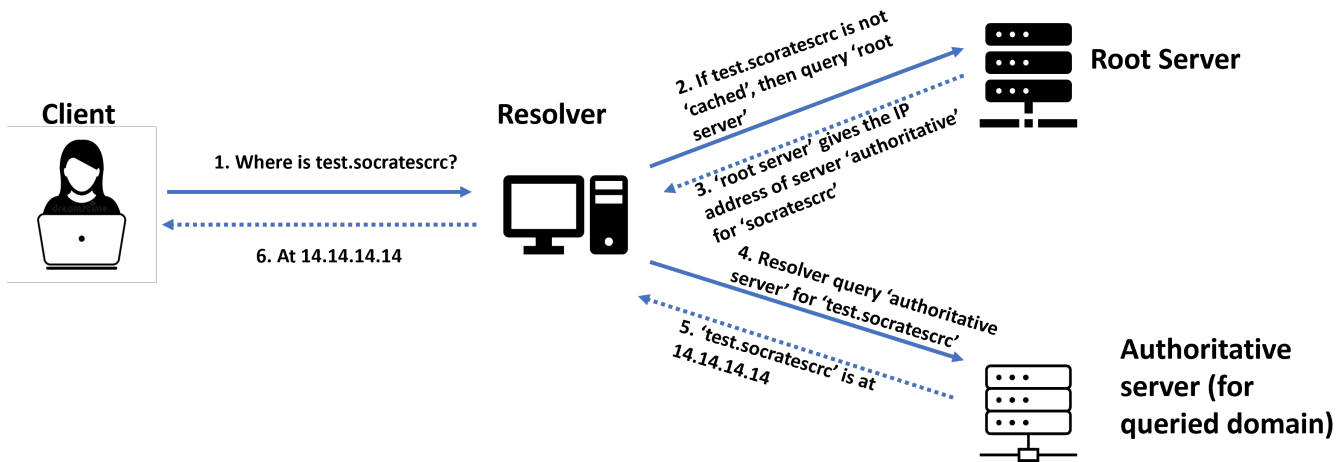 Client
Resolver
Root Server
1. Where is test.socratescrc?
6. At 14.14.14.14
2. If test.scoratescrc is not
‘cached’, then query ‘root
server’
3. ‘root server’ gives the IP
address of server ‘authoritative’
for ‘socratescrc’
4. Resolver query ‘authoritative
server’ for ‘test.socratescrc’
5. ‘test.socratescrc’ is at
14.14.14.14
Authoritative
server (for
queried domain)